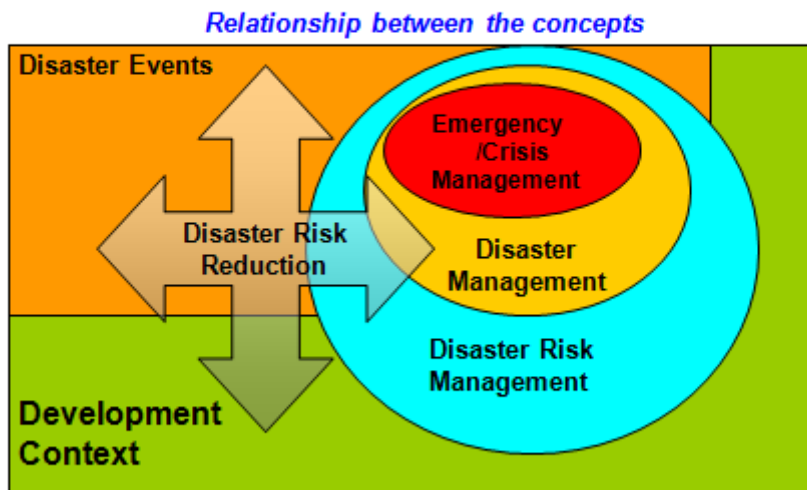 Relationship between the concepts
Disaster Events
Emergency
/Crisis
Management
Disaster Risk
Reduction
Disaster
Management
Disaster Risk
Management
Development
Context